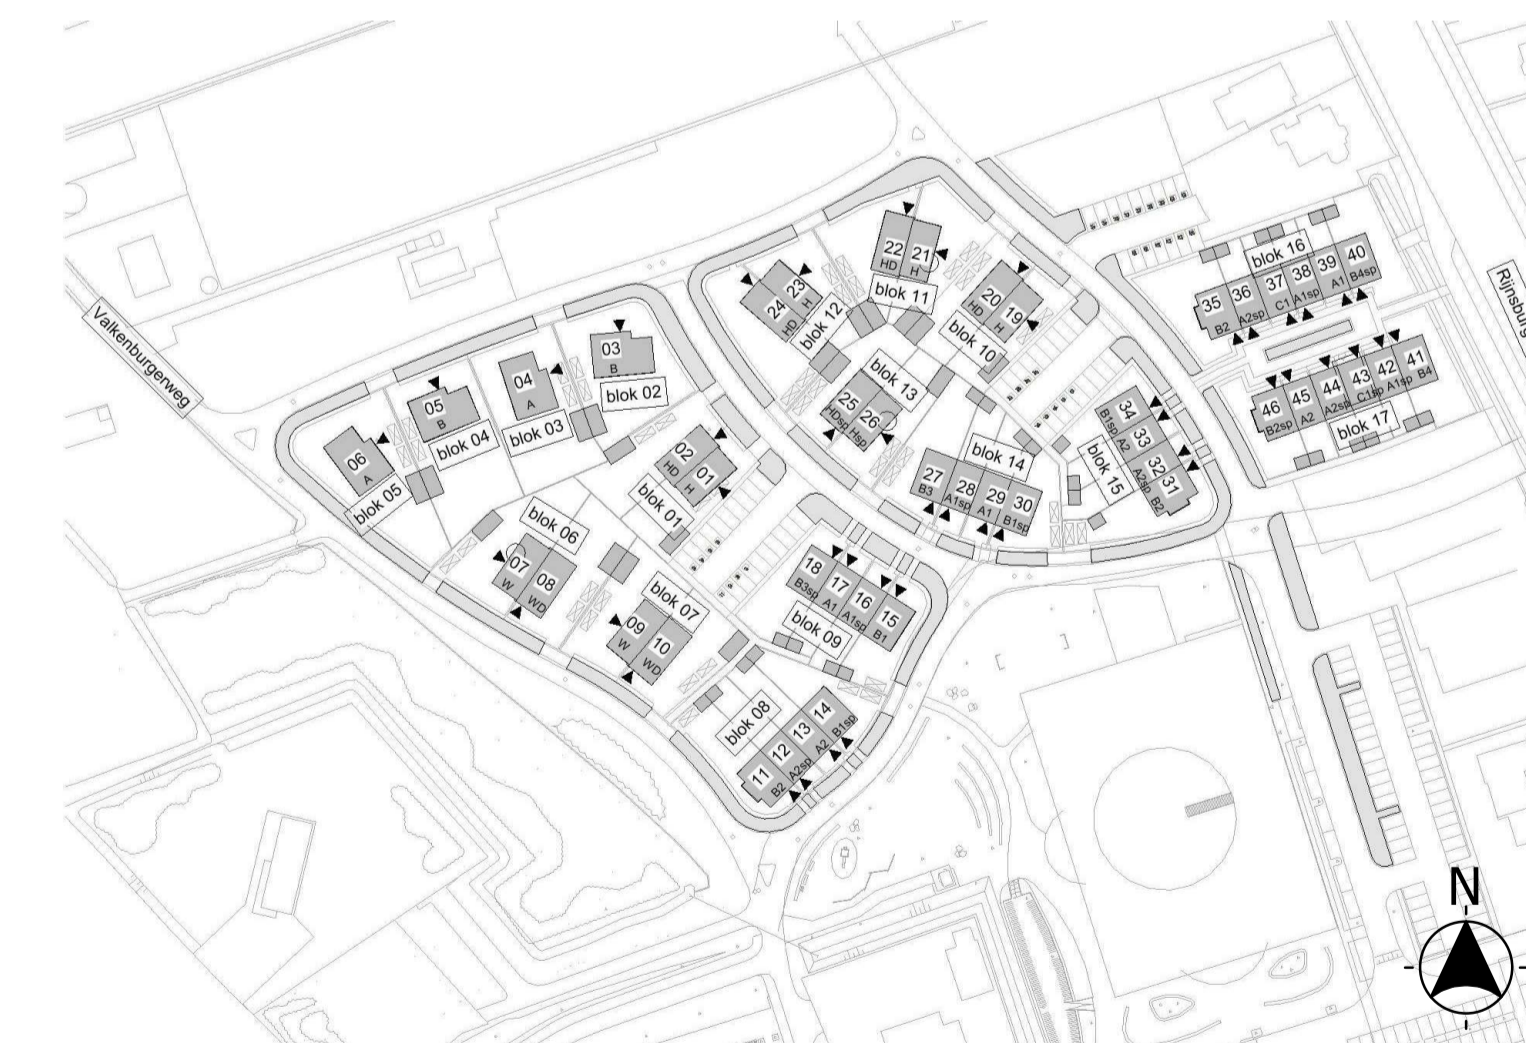 Valkenburgerweg
Rijnsburg
22
HD
21
H
blok 11
24
HD
23
H
blok 12
20
HD
19
H
blok 10
blok 13
25
HDsp
26
Hsp
03
B
blok 02
04
A
blok 03
05
B
blok 04
06
A
blok 05
02
HD
01
H
blok 01
blok 06
07
W
08
WD
blok 07
09
W
10
WD
blok 08
11
B2
12
A2sp
13
A2
14
B1sp
18
B3sp
17
A1
16
A1sp
15
B1
blok 09
blok 14
27
B3
28
A1sp
29
A1
30
B1sp
blok 15
34
B1sp
33
A2
32
A2sp
31
B2
blok 16
35
B2
36
A2sp
37
C1
38
A1sp
39
A1
40
B4sp
46
B2sp
45
A2
44
A2sp
43
C1sp
42
A1sp
41
B4
blok 17
N